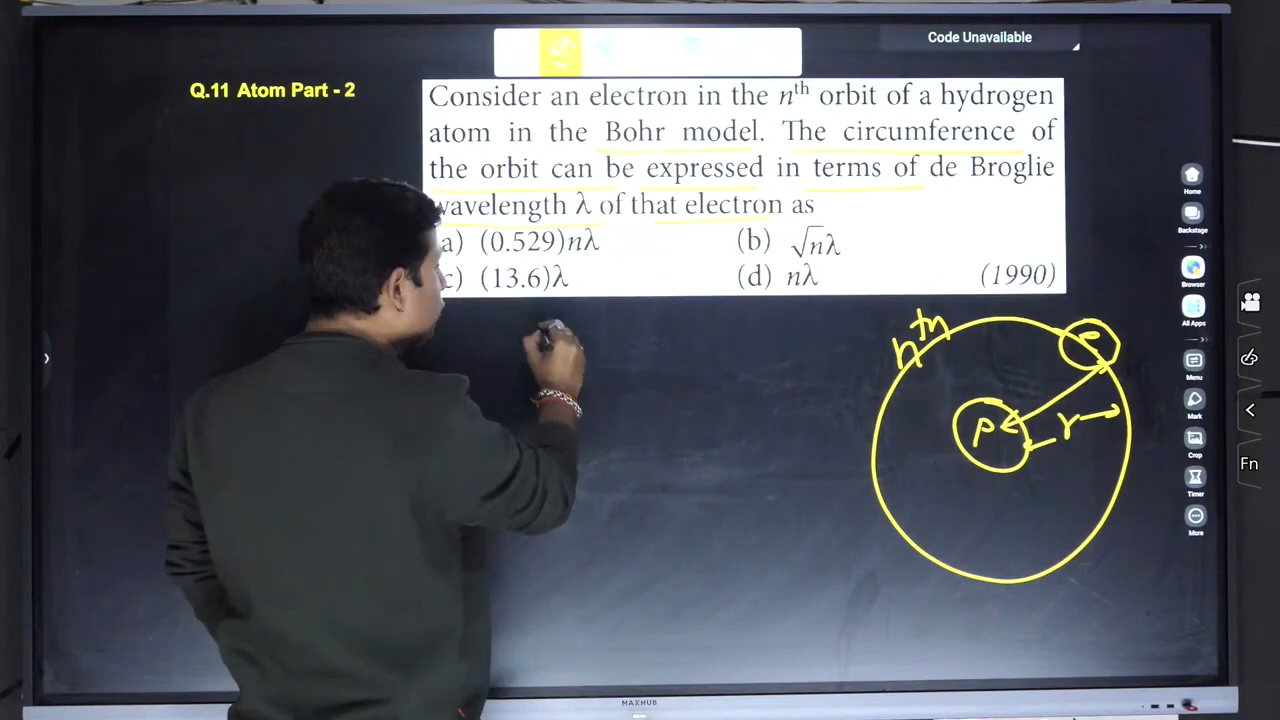 Code Unavailable
Q.11 Atom Part - 2
Consider an electron in the nth orbit of a hydrogen
atom in the Bohr model. The circumference of
the orbit can be expressed in terms of de Broglie
wavelength λ of that electron as
a) (0.529)nλ (b) √nλ
c) (13.6)λ (d) nλ (1990)
nth
e
P
r
Home
Backstage
Browser
All Apps
Menu
Mark
Crop
Timer
More
Fn
MAXHUB